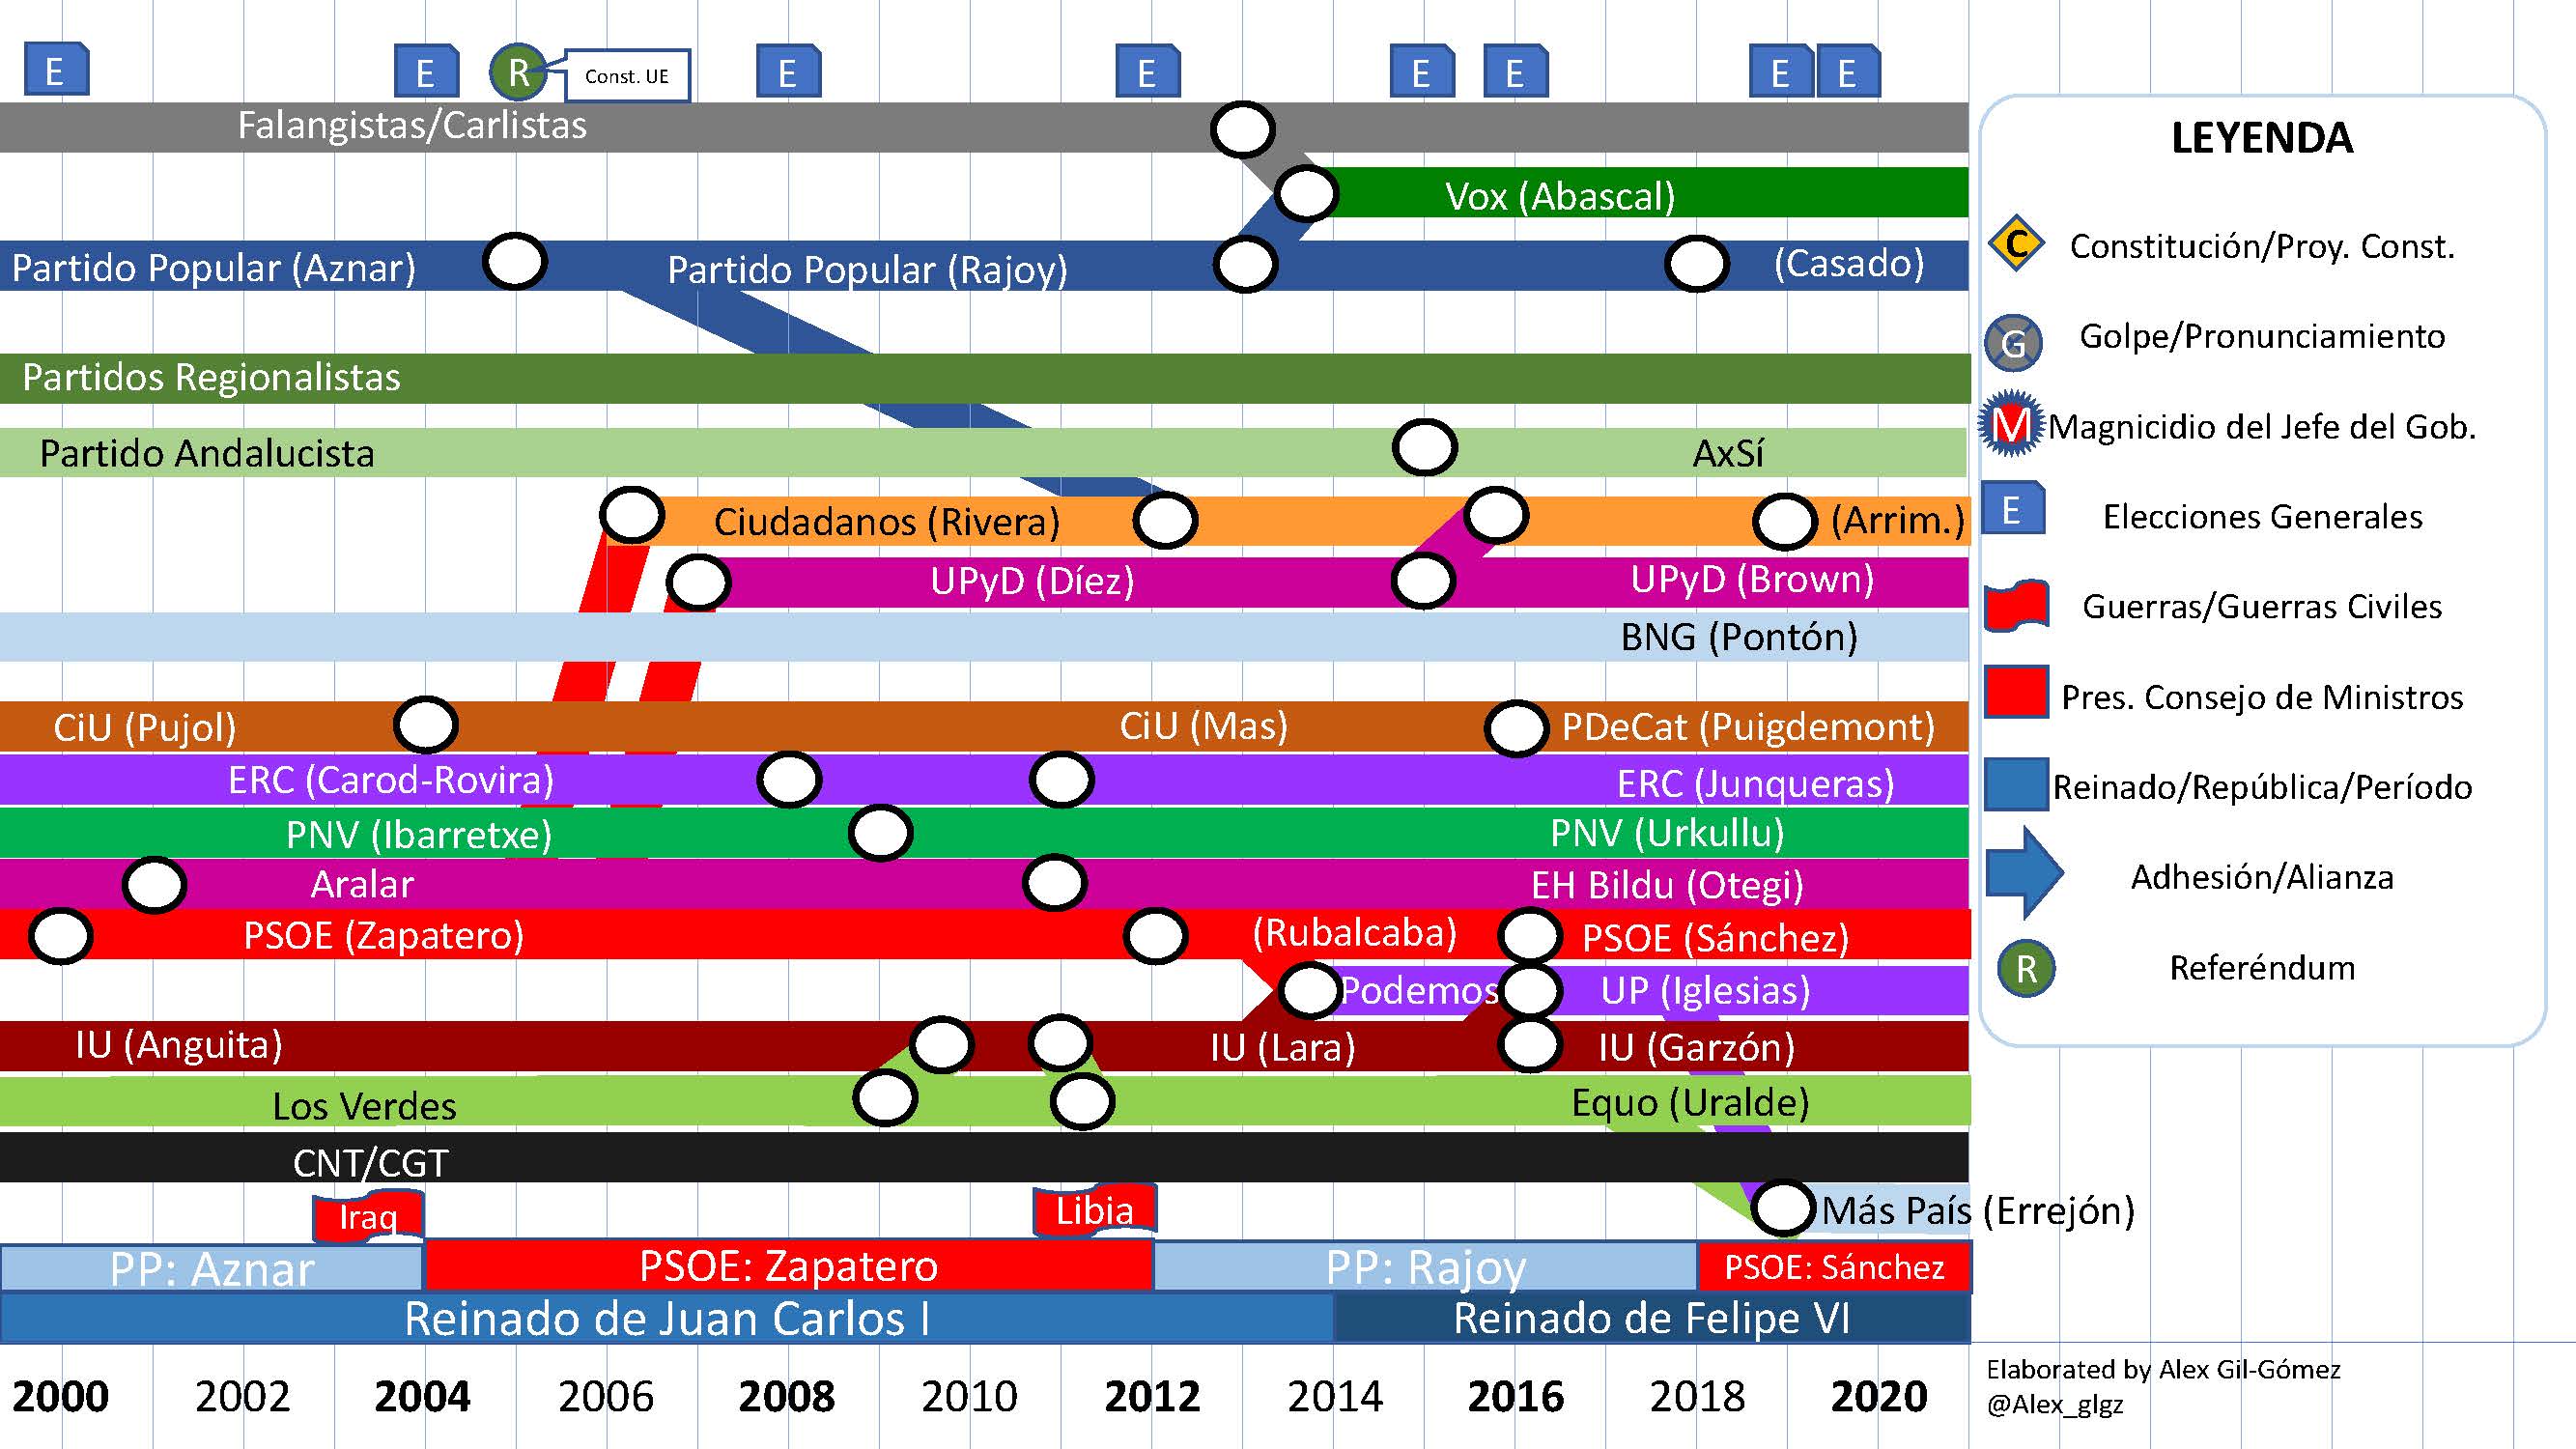 E E R Const. UE E E E E E E
Falangistas/Carlistas
Vox (Abascal)
Partido Popular (Aznar) Partido Popular (Rajoy) (Casado)
Partidos Regionalistas
Partido Andalucista AxSí
Ciudadanos (Rivera) (Arrim.)
UPyD (Díez) UPyD (Brown)
BNG (Pontón)
CiU (Pujol) CiU (Mas) PDeCat (Puigdemont)
ERC (Carod-Rovira) ERC (Junqueras)
PNV (Ibarretxe) PNV (Urkullu)
Aralar EH Bildu (Otegi)
PSOE (Zapatero) (Rubalcaba) PSOE (Sánchez)
Podemos UP (Iglesias)
IU (Anguita) IU (Lara) IU (Garzón)
Los Verdes Equo (Uralde)
CNT/CGT
Iraq Libia Más País (Errejón)
PP: Aznar PSOE: Zapatero PP: Rajoy PSOE: Sánchez
Reinado de Juan Carlos I Reinado de Felipe VI
2000 2002 2004 2006 2008 2010 2012 2014 2016 2018 2020
LEYENDA
C Constitución/Proy. Const.
G Golpe/Pronunciamiento
M Magnicidio del Jefe del Gob.
E Elecciones Generales
Guerras/Guerras Civiles
Pres. Consejo de Ministros
Reinado/República/Período
Adhesión/Alianza
R Referéndum
Elaborated by Alex Gil-Gómez
@Alex_glgz